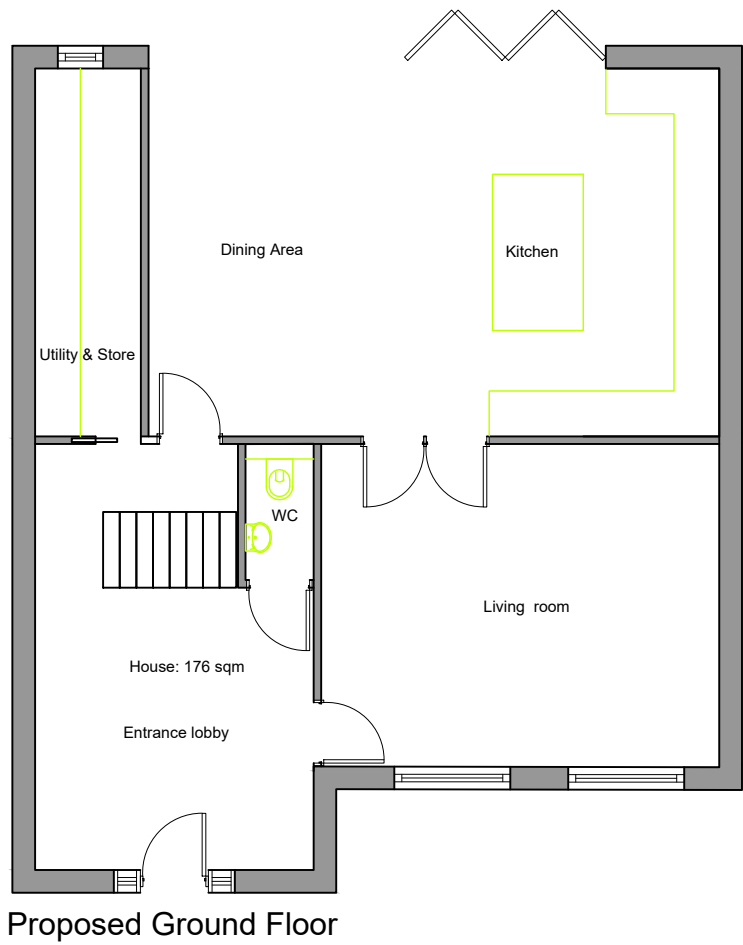 Dining Area
Kitchen
Utility & Store
WC
Living room
House: 176 sqm
Entrance lobby
Proposed Ground Floor